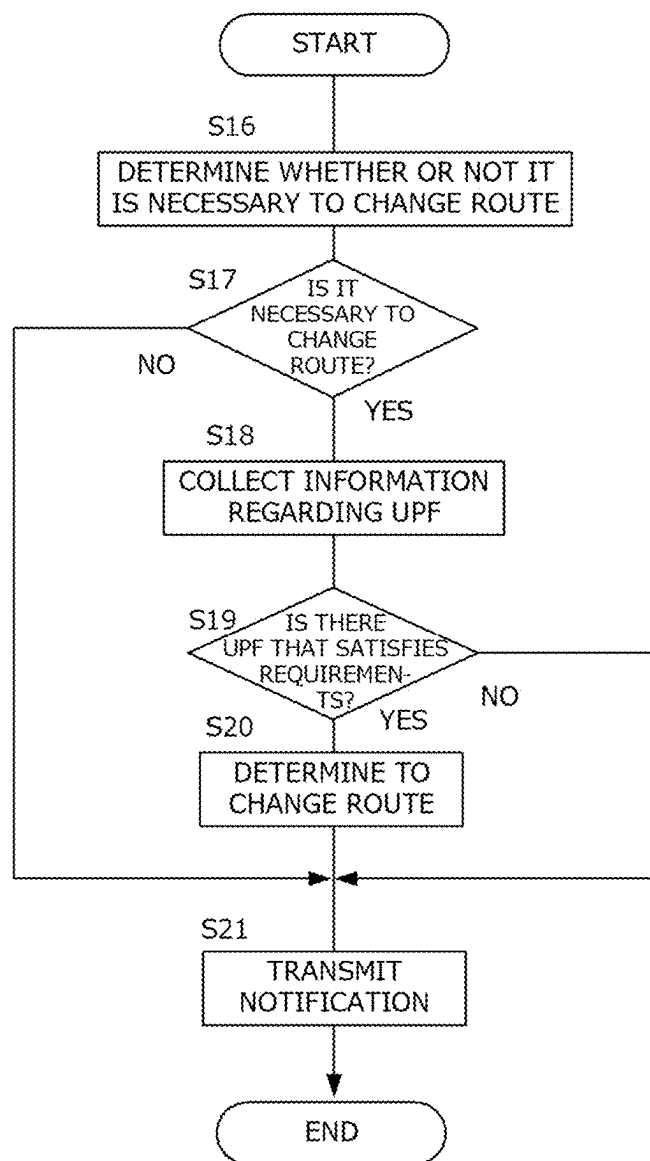 START
S16
DETERMINE WHETHER OR NOT IT
IS NECESSARY TO CHANGE ROUTE
S17
IS IT
NECESSARY TO
CHANGE
ROUTE?
NO
YES
S18
COLLECT INFORMATION
REGARDING UPF
S19
IS THERE
UPF THAT SATISFIES
REQUIREMEN-
TS?
NO
YES
S20
DETERMINE TO
CHANGE ROUTE
S21
TRANSMIT
NOTIFICATION
END